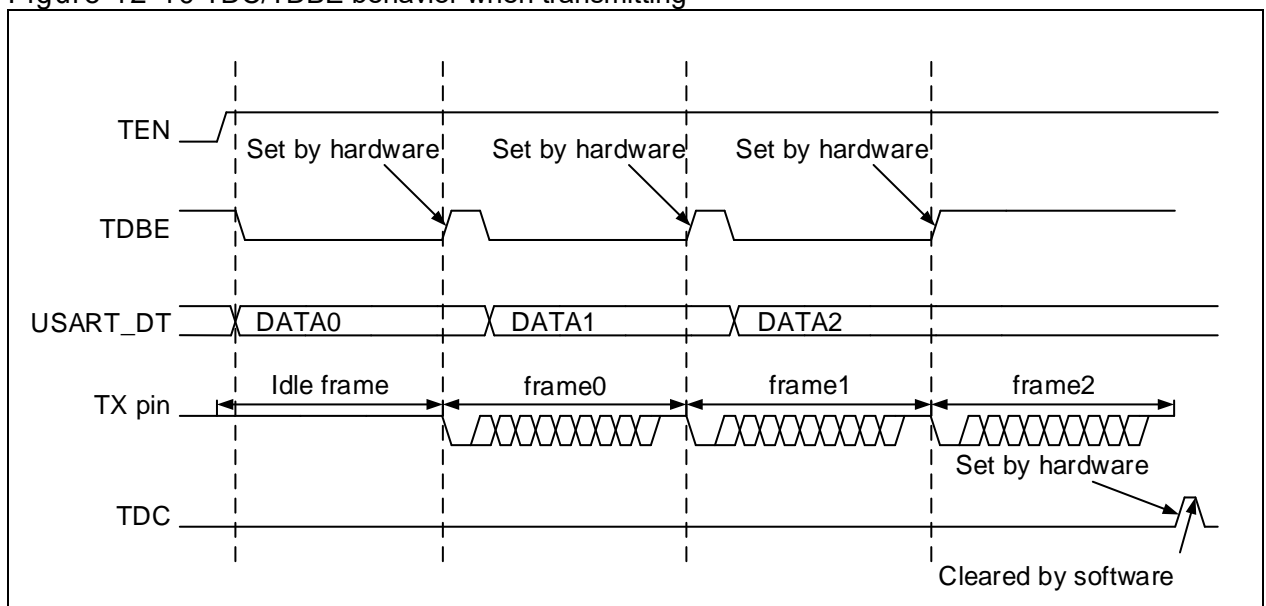 Figure 12-10 TDC/TDBE behavior when transmitting
TEN
Set by hardware
Set by hardware
Set by hardware
TDBE
USART_DT
DATA0
DATA1
DATA2
Idle frame
frame0
frame1
frame2
TX pin
Set by hardware
TDC
Cleared by software